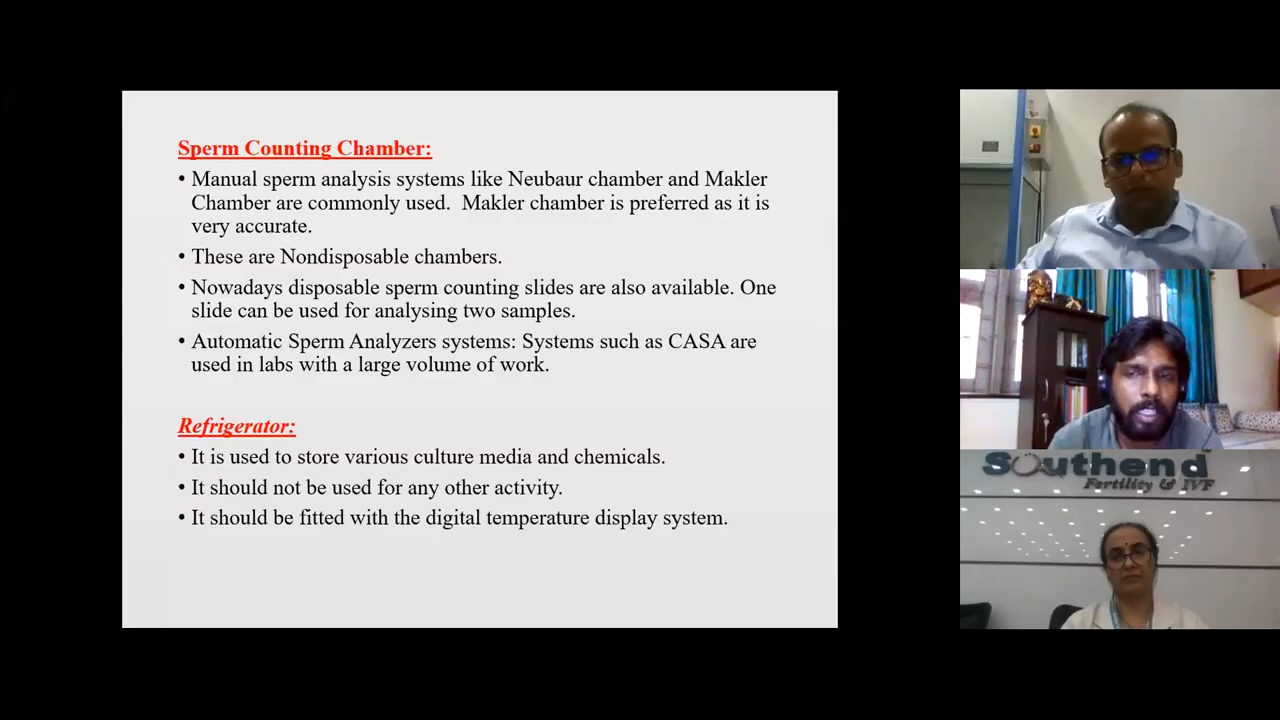 Sperm Counting Chamber:
• Manual sperm analysis systems like Neubaur chamber and Makler
Chamber are commonly used. Makler chamber is preferred as it is
very accurate.
• These are Nondisposable chambers.
• Nowadays disposable sperm counting slides are also available. One
slide can be used for analysing two samples.
• Automatic Sperm Analyzers systems: Systems such as CASA are
used in labs with a large volume of work.
Refrigerator:
• It is used to store various culture media and chemicals.
• It should not be used for any other activity.
• It should be fitted with the digital temperature display system.
Southend
Fertility & IVF